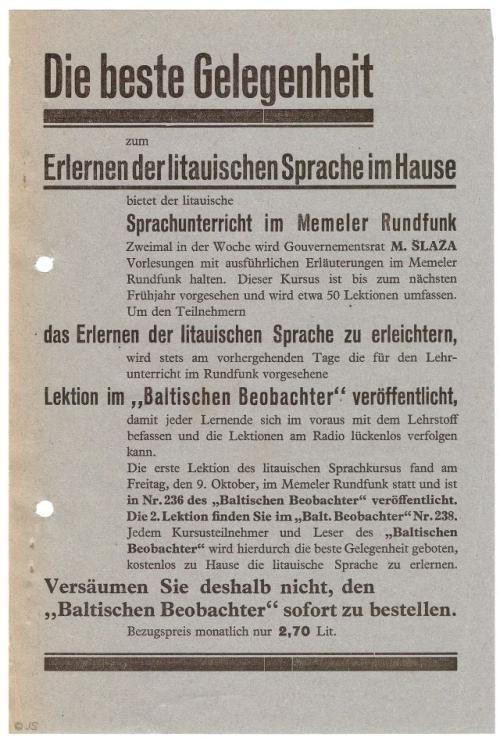 Die beste Gelegenheit
zum
Erlernen der litauischen Sprache im Hause
bietet der litauische
Sprachunterricht im Memeler Rundfunk
Zweimal in der Woche wird Gouvernementsrat M. ŠLAŽA
Vorlesungen mit ausführlichen Erläuterungen im Memeler
Rundfunk halten. Dieser Kursus ist bis zum nächsten
Frühjahr vorgesehen und wird etwa 50 Lektionen umfassen.
Um den Teilnehmern
das Erlernen der litauischen Sprache zu erleichtern,
wird stets am vorhergehenden Tage die für den Lehr-
unterricht im Rundfunk vorgesehene
Lektion im „Baltischen Beobachter“ veröffentlicht,
damit jeder Lernende sich im voraus mit dem Lehrstoff
befassen und die Lektionen am Radio lückenlos verfolgen
kann.
Die erste Lektion des litauischen Sprachkursus fand am
Freitag, den 9. Oktober, im Memeler Rundfunk statt und ist
in Nr. 236 des „Baltischen Beobachter“ veröffentlicht.
Die 2. Lektion finden Sie im „Balt. Beobachter“ Nr. 238.
Jedem Kursusteilnehmer und Leser des „Baltischen
Beobachter“ wird hierdurch die beste Gelegenheit geboten,
kostenlos zu Hause die litauische Sprache zu erlernen.
Versäumen Sie deshalb nicht, den
„Baltischen Beobachter“ sofort zu bestellen.
Bezugspreis monatlich nur 2,70 Lit.
© JS